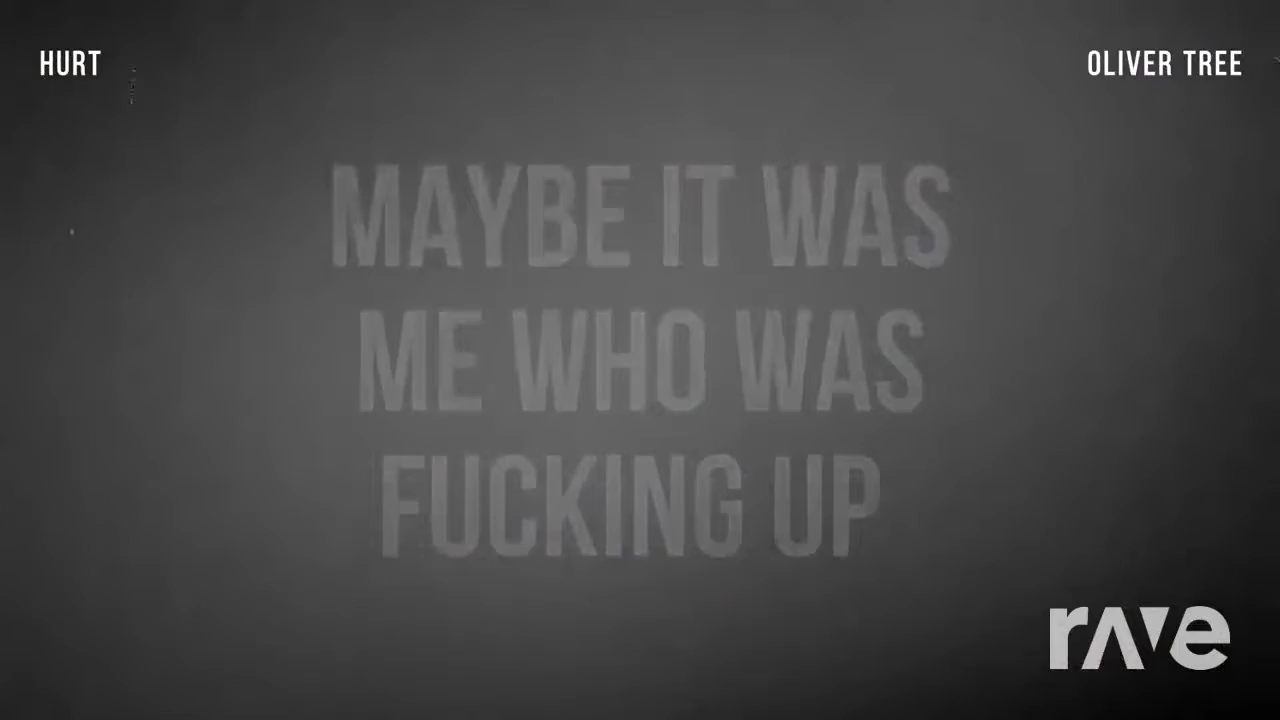 HURT
OLIVER TREE
MAYBE IT WAS
ME WHO WAS
FUCKING UP
rave